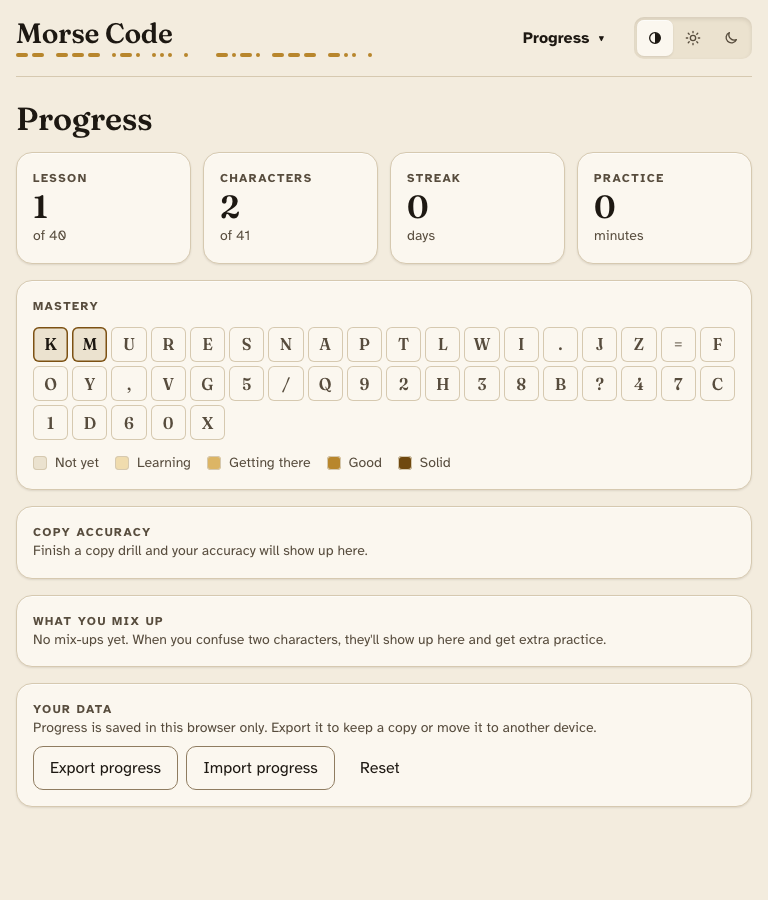 Morse Code
Progress ▾
Progress
LESSON
1
of 40
CHARACTERS
2
of 41
STREAK
0
days
PRACTICE
0
minutes
MASTERY
K M U R E S N A P T L W I . J Z = F
O Y , V G 5 / Q 9 2 H 3 8 B ? 4 7 C
1 D 6 0 X
Not yet Learning Getting there Good Solid
COPY ACCURACY
Finish a copy drill and your accuracy will show up here.
WHAT YOU MIX UP
No mix-ups yet. When you confuse two characters, they'll show up here and get extra practice.
YOUR DATA
Progress is saved in this browser only. Export it to keep a copy or move it to another device.
Export progress Import progress Reset